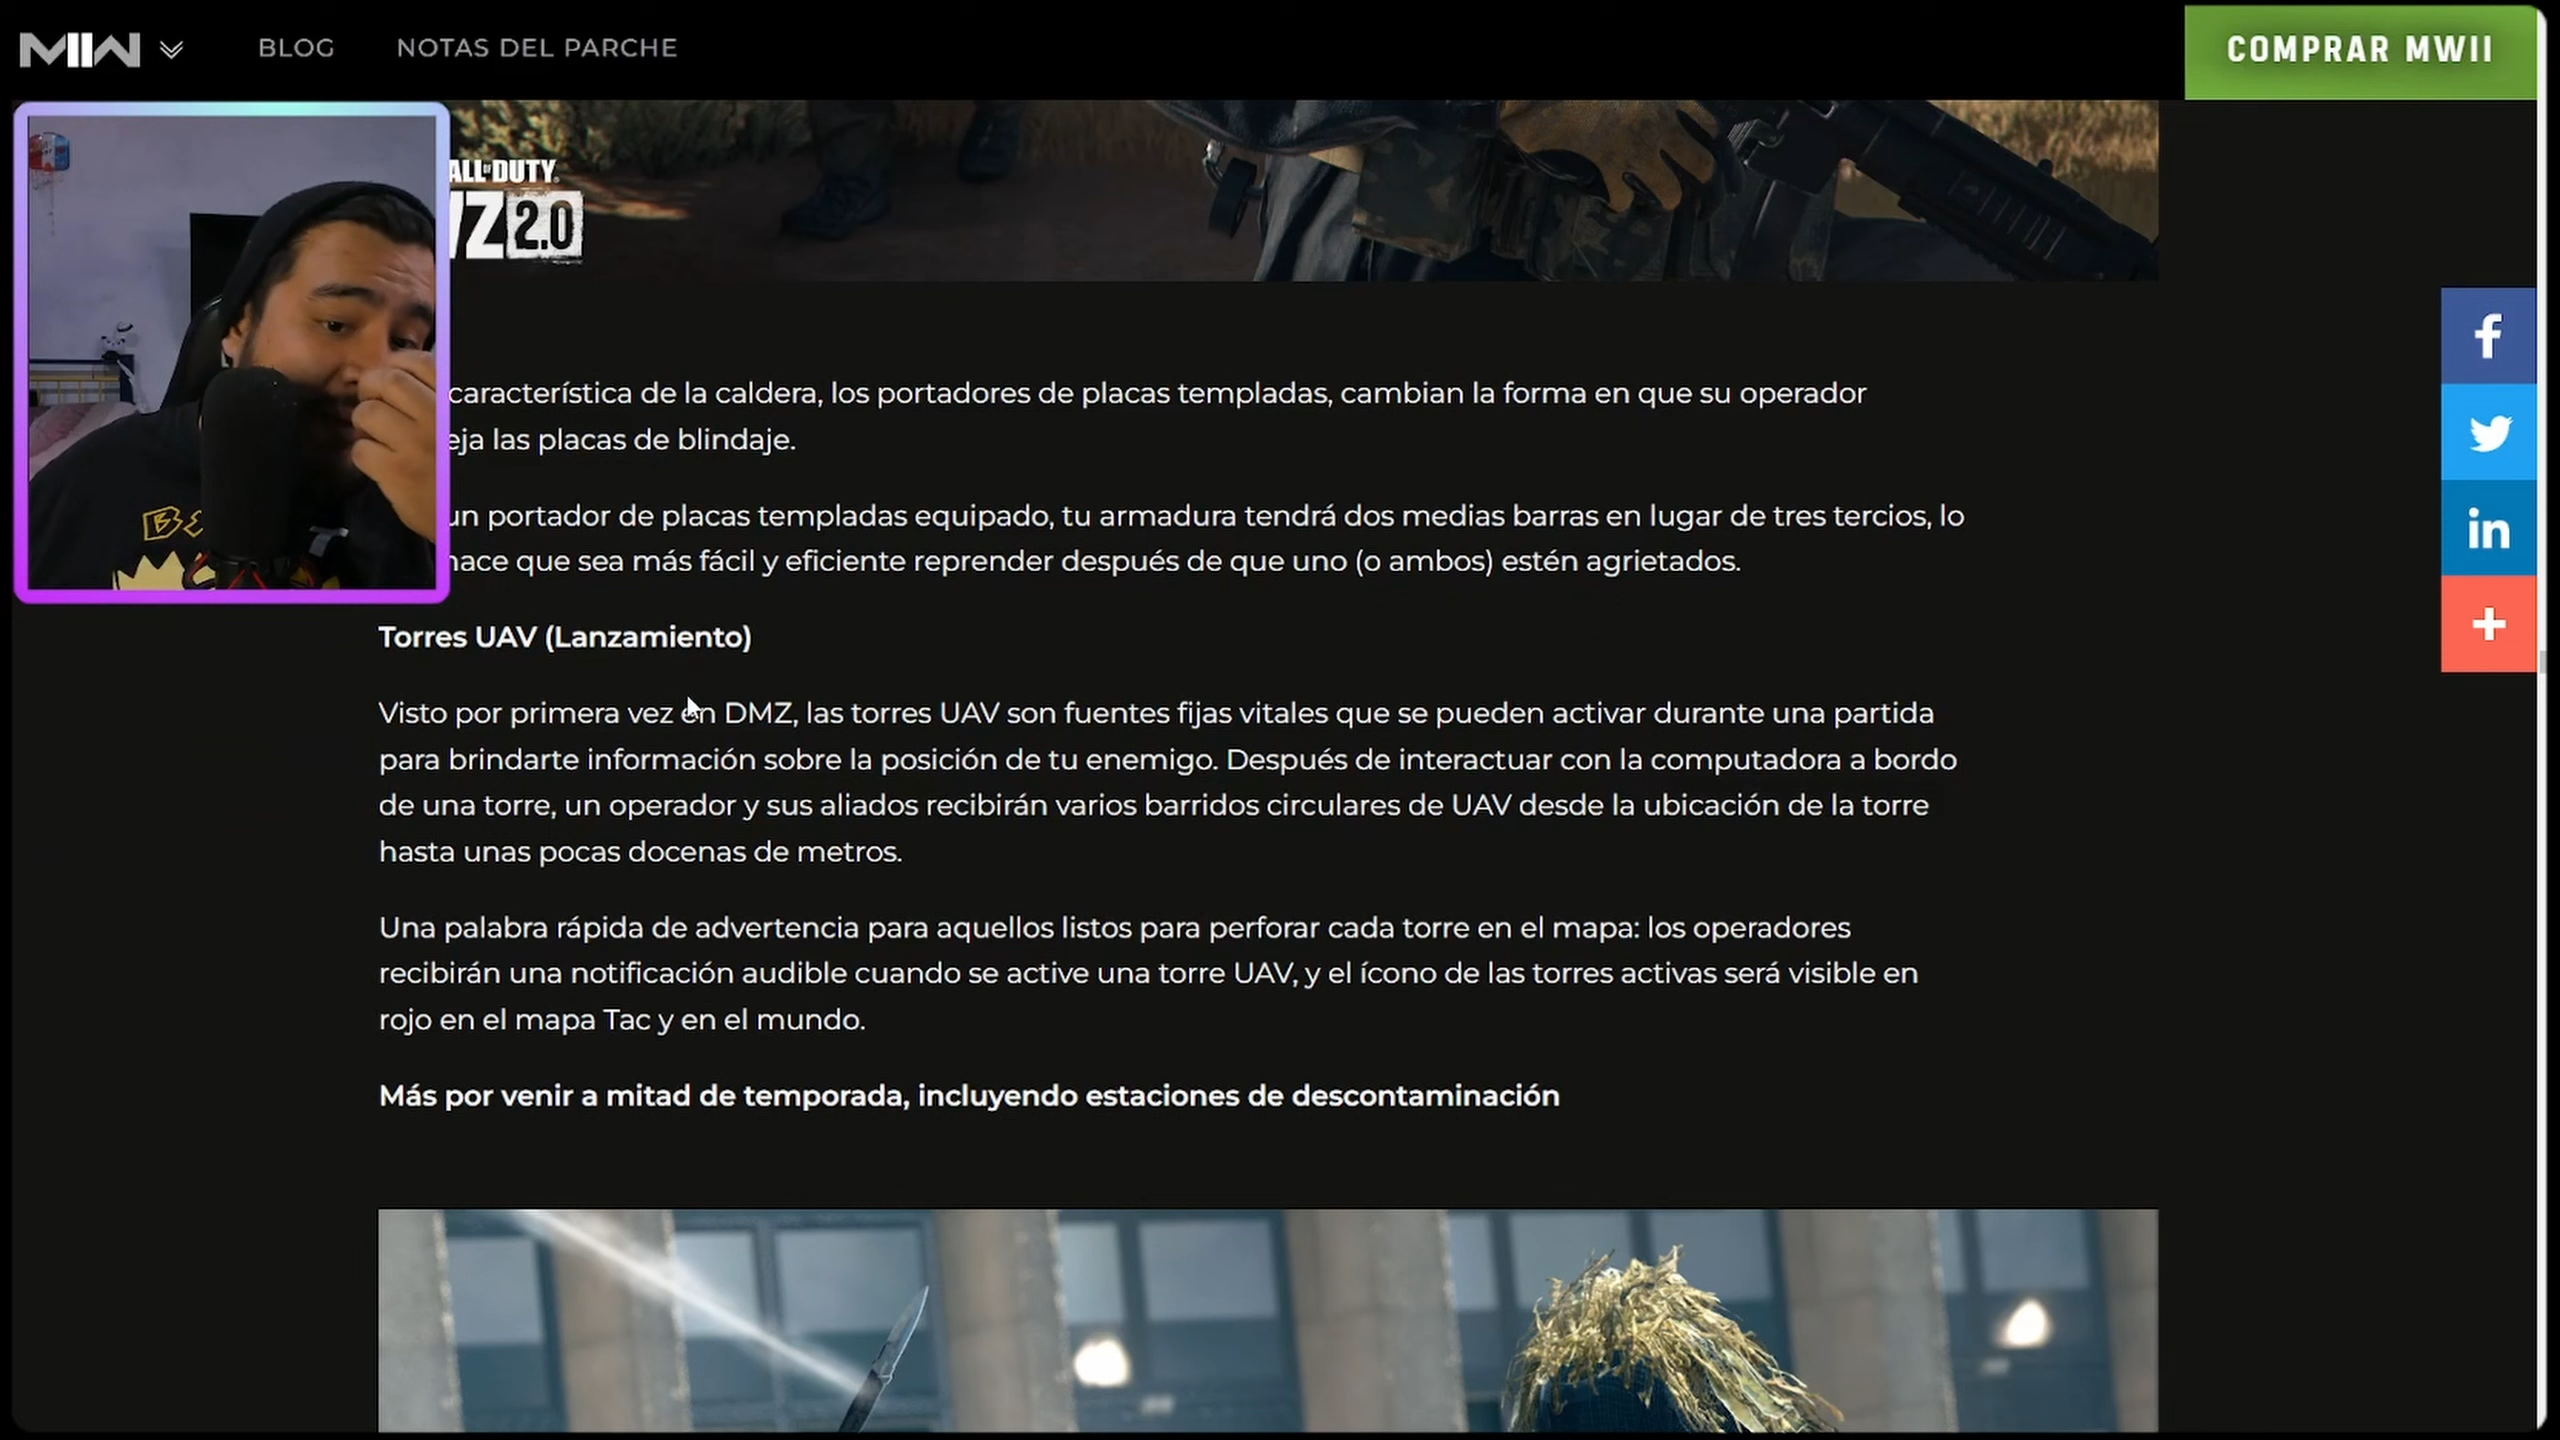 MW
BLOG
NOTAS DEL PARCHE
COMPRAR MWII
ALL OF DUTY
WZ 2.0
característica de la caldera, los portadores de placas templadas, cambian la forma en que su operador
eja las placas de blindaje.
un portador de placas templadas equipado, tu armadura tendrá dos medias barras en lugar de tres tercios, lo
hace que sea más fácil y eficiente reprender después de que uno (o ambos) estén agrietados.
Torres UAV (Lanzamiento)
Visto por primera vez en DMZ, las torres UAV son fuentes fijas vitales que se pueden activar durante una partida
para brindarte información sobre la posición de tu enemigo. Después de interactuar con la computadora a bordo
de una torre, un operador y sus aliados recibirán varios barridos circulares de UAV desde la ubicación de la torre
hasta unas pocas docenas de metros.
Una palabra rápida de advertencia para aquellos listos para perforar cada torre en el mapa: los operadores
recibirán una notificación audible cuando se active una torre UAV, y el ícono de las torres activas será visible en
rojo en el mapa Tac y en el mundo.
Más por venir a mitad de temporada, incluyendo estaciones de descontaminación